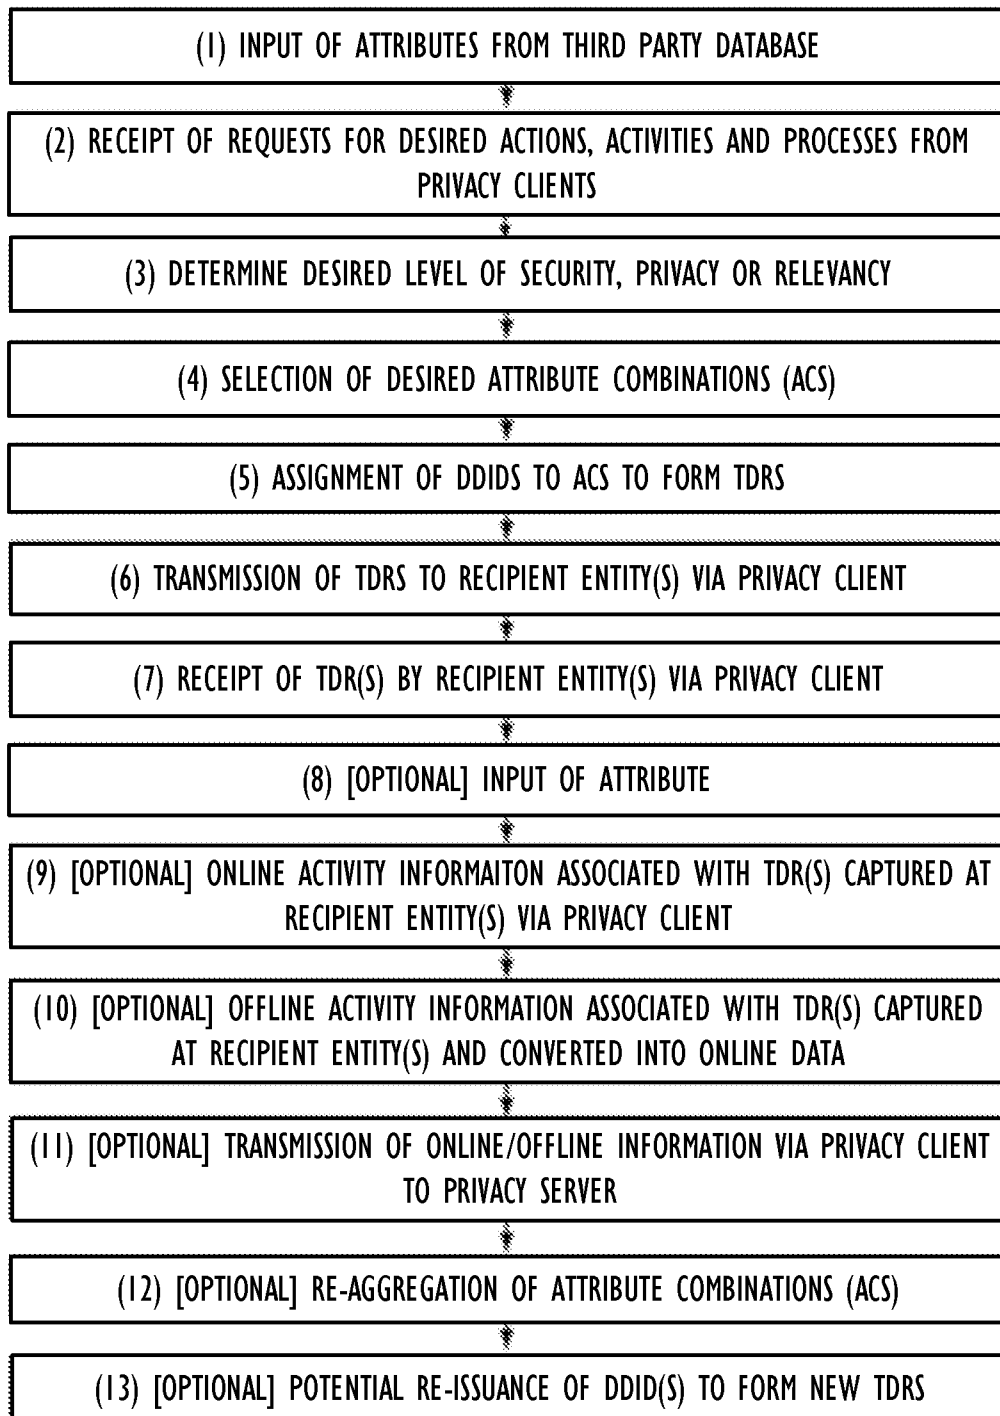 (1) INPUT OF ATTRIBUTES FROM THIRD PARTY DATABASE
(2) RECEIPT OF REQUESTS FOR DESIRED ACTIONS, ACTIVITIES AND PROCESSES FROM
PRIVACY CLIENTS
(3) DETERMINE DESIRED LEVEL OF SECURITY, PRIVACY OR RELEVANCY
(4) SELECTION OF DESIRED ATTRIBUTE COMBINATIONS (ACS)
(5) ASSIGNMENT OF DDIDS TO ACS TO FORM TDRS
(6) TRANSMISSION OF TDRS TO RECIPIENT ENTITY(S) VIA PRIVACY CLIENT
(7) RECEIPT OF TDR(S) BY RECIPIENT ENTITY(S) VIA PRIVACY CLIENT
(8) [OPTIONAL] INPUT OF ATTRIBUTE
(9) [OPTIONAL] ONLINE ACTIVITY INFORMAITON ASSOCIATED WITH TDR(S) CAPTURED AT
RECIPIENT ENTITY(S) VIA PRIVACY CLIENT
(10) [OPTIONAL] OFFLINE ACTIVITY INFORMATION ASSOCIATED WITH TDR(S) CAPTURED
AT RECIPIENT ENTITY(S) AND CONVERTED INTO ONLINE DATA
(11) [OPTIONAL] TRANSMISSION OF ONLINE/OFFLINE INFORMATION VIA PRIVACY CLIENT
TO PRIVACY SERVER
(12) [OPTIONAL] RE-AGGREGATION OF ATTRIBUTE COMBINATIONS (ACS)
(13) [OPTIONAL] POTENTIAL RE-ISSUANCE OF DDID(S) TO FORM NEW TDRS